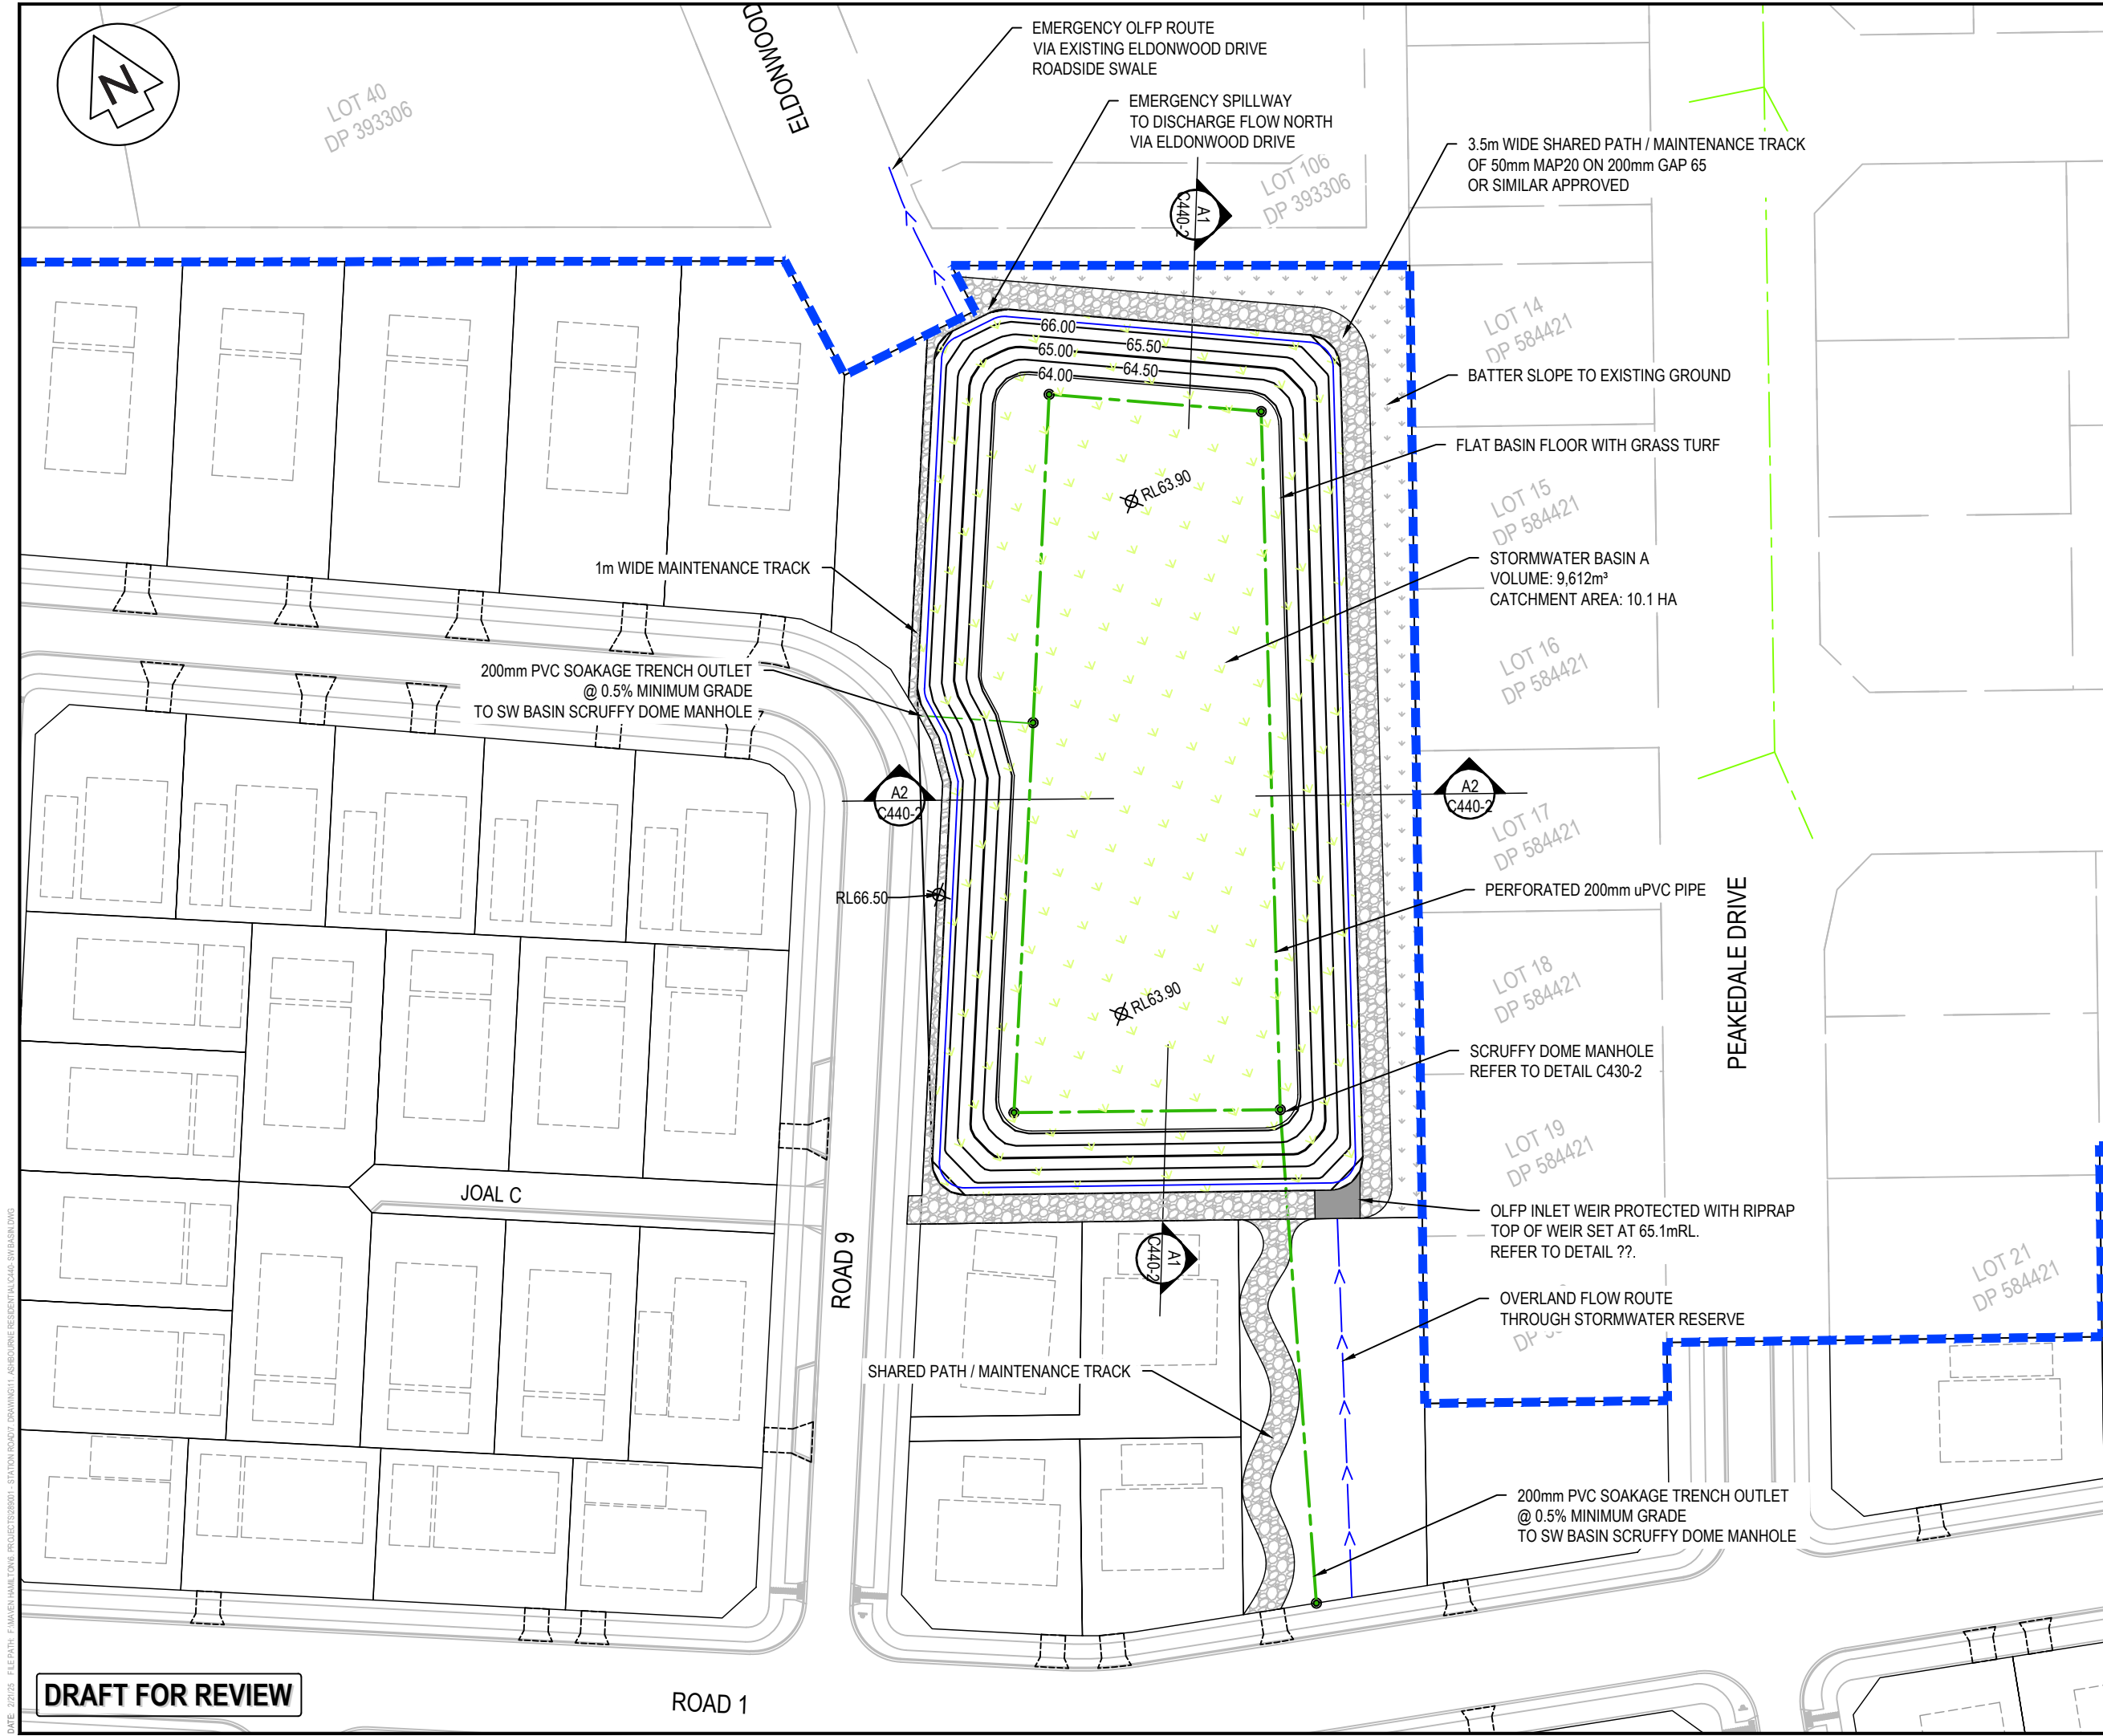 N
LOT 40
DP 393306
ELDONWOOD
EMERGENCY OLFP ROUTE
VIA EXISTING ELDONWOOD DRIVE
ROADSIDE SWALE
EMERGENCY SPILLWAY
TO DISCHARGE FLOW NORTH
VIA ELDONWOOD DRIVE
LOT 106
DP 393306
A1
C440-2
3.5m WIDE SHARED PATH / MAINTENANCE TRACK
OF 50mm MAP20 ON 200mm GAP 65
OR SIMILAR APPROVED
LOT 14
DP 584421
66.00
65.50
65.00
64.50
64.00
BATTER SLOPE TO EXISTING GROUND
FLAT BASIN FLOOR WITH GRASS TURF
RL63.90
LOT 15
DP 584421
STORMWATER BASIN A
VOLUME: 9,612m³
CATCHMENT AREA: 10.1 HA
1m WIDE MAINTENANCE TRACK
LOT 16
DP 584421
200mm PVC SOAKAGE TRENCH OUTLET
@ 0.5% MINIMUM GRADE
TO SW BASIN SCRUFFY DOME MANHOLE
A2
C440-2
A2
C440-2
LOT 17
DP 584421
RL66.50
PERFORATED 200mm uPVC PIPE
PEAKEDALE DRIVE
LOT 18
DP 584421
RL63.90
SCRUFFY DOME MANHOLE
REFER TO DETAIL C430-2
LOT 19
DP 584421
JOAL C
OLFP INLET WEIR PROTECTED WITH RIPRAP
TOP OF WEIR SET AT 65.1mRL.
REFER TO DETAIL ??.
A1
C440-2
ROAD 9
LOT 21
DP 584421
OVERLAND FLOW ROUTE
THROUGH STORMWATER RESERVE
DP
SHARED PATH / MAINTENANCE TRACK
200mm PVC SOAKAGE TRENCH OUTLET
@ 0.5% MINIMUM GRADE
TO SW BASIN SCRUFFY DOME MANHOLE
DRAFT FOR REVIEW
ROAD 1